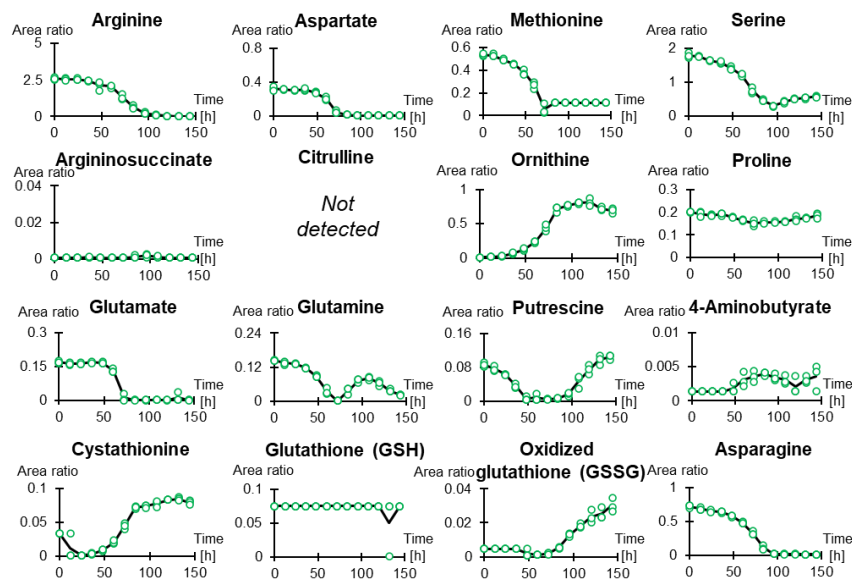 Arginine Aspartate Methionine Serine
Area ratio Area ratio Area ratio Area ratio
5 0.8 0.6 2
2.5 0.4 0.4 1
0.2
Time Time Time Time
0 0 0 0
[h] [h] [h] [h]
0 50 100 150 0 50 100 150 0 50 100 150 0 50 100 150
Argininosuccinate Citrulline Ornithine Proline
Area ratio Area ratio Area ratio
0.04 1 0.3
0.02 Not 0.5 0.2
detected 0.1
Time Time Time
0 0 0
[h] [h] [h]
0 50 100 150 0 50 100 150 0 50 100 150
Glutamate Glutamine Putrescine 4-Aminobutyrate
Area ratio Area ratio Area ratio Area ratio
0.3 0.24 0.16 0.01
0.15 0.12 0.08 0.005
Time Time Time Time
0 0 0 0
[h] [h] [h] [h]
0 50 100 150 0 50 100 150 0 50 100 150 0 50 100 150
Cystathionine Glutathione (GSH) Oxidized Asparagine
Area ratio Area ratio Area ratio glutathione (GSSG) Area ratio
0.1 0.1 0.04 1
0.05 0.05 0.02 0.5
Time Time Time Time
0 0 0 0
[h] [h] [h] [h]
0 50 100 150 0 50 100 150 0 50 100 150 0 50 100 150